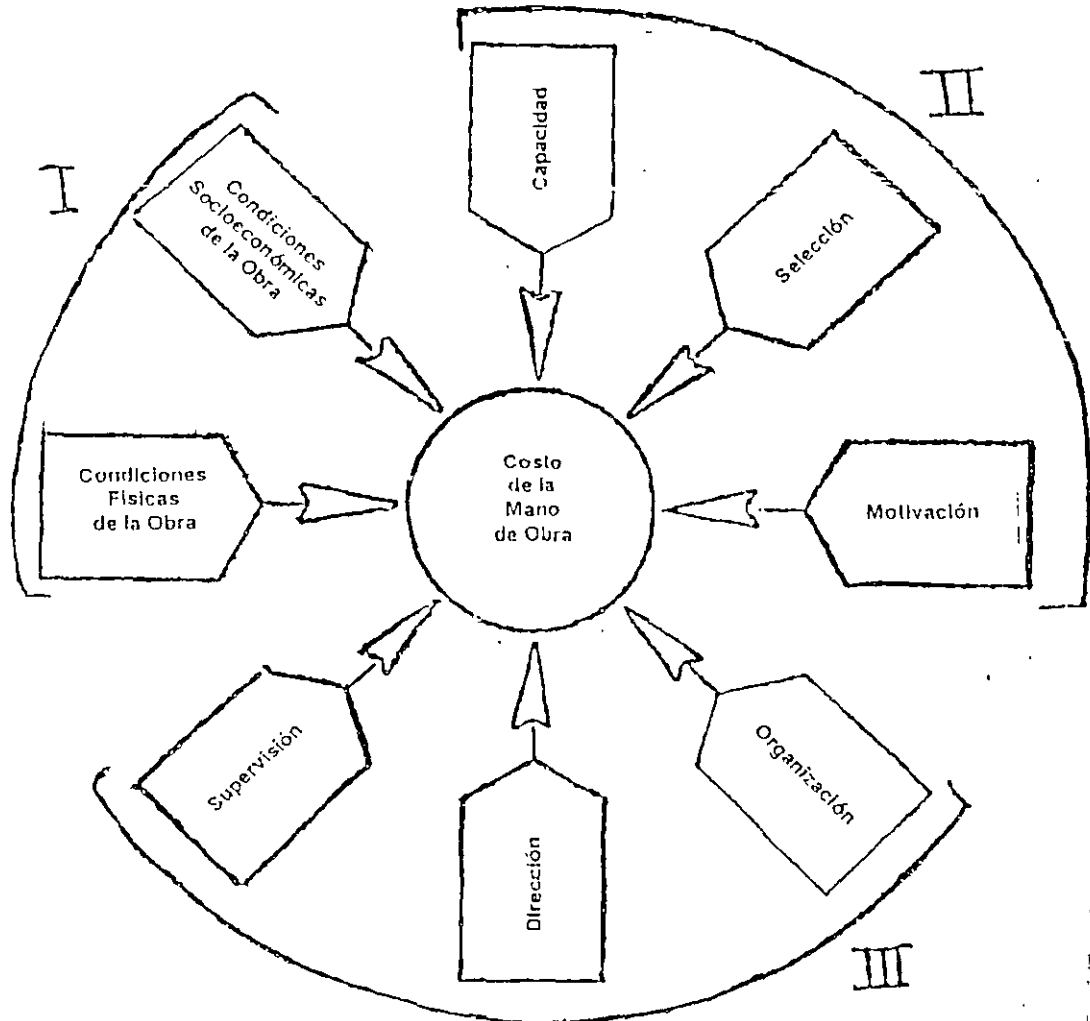 I
Condiciones
Socioeconómicas
de la Obra
Condiciones
Físicas
de la Obra
II
Capacidad
Selección
Motivación
Costo
de la
Mano
de Obra
III
Supervisión
Dirección
Organización